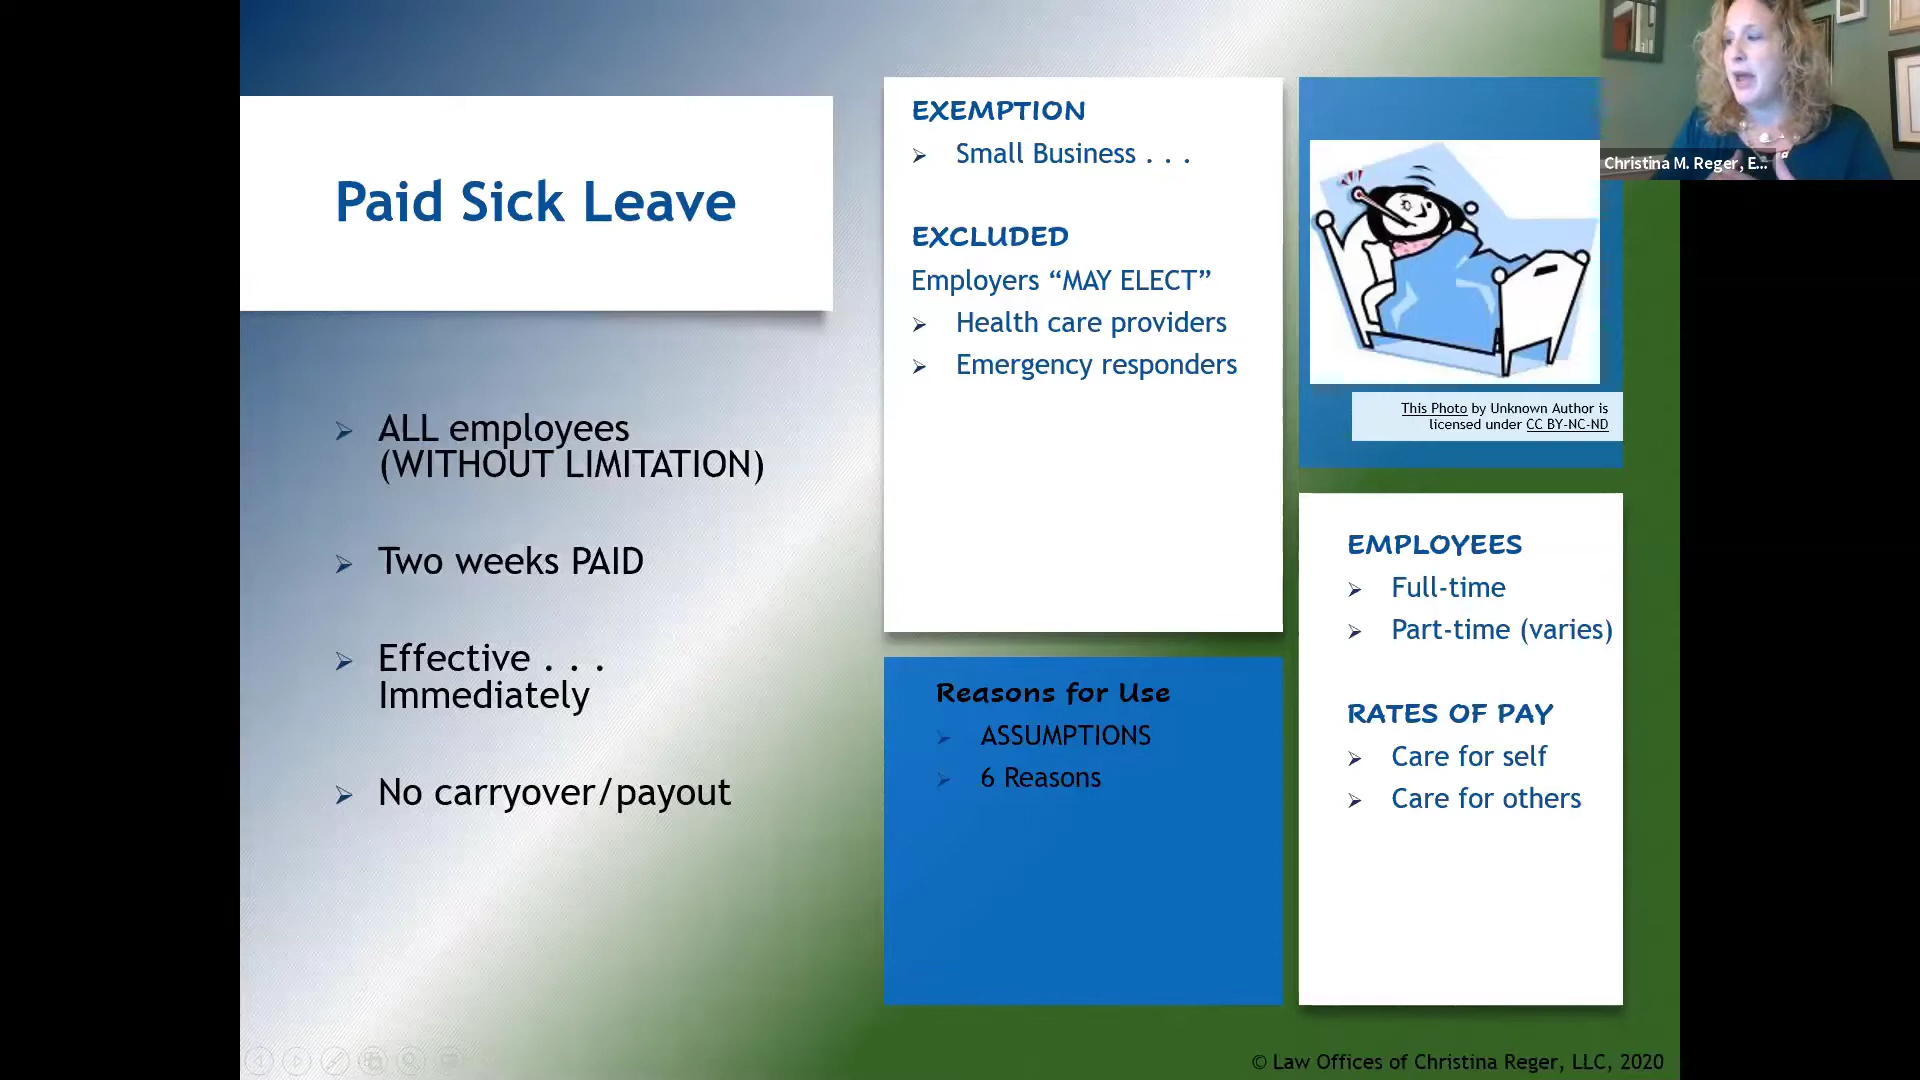 Paid Sick Leave
ALL employees
(WITHOUT LIMITATION)
Two weeks PAID
Effective . . .
Immediately
No carryover/payout
EXEMPTION
Small Business . . .
EXCLUDED
Employers “MAY ELECT”
Health care providers
Emergency responders
Reasons for Use
ASSUMPTIONS
6 Reasons
This Photo by Unknown Author is
licensed under CC BY-NC-ND
EMPLOYEES
Full-time
Part-time (varies)
RATES OF PAY
Care for self
Care for others
Christina M. Reger, E...
© Law Offices of Christina Reger, LLC, 2020